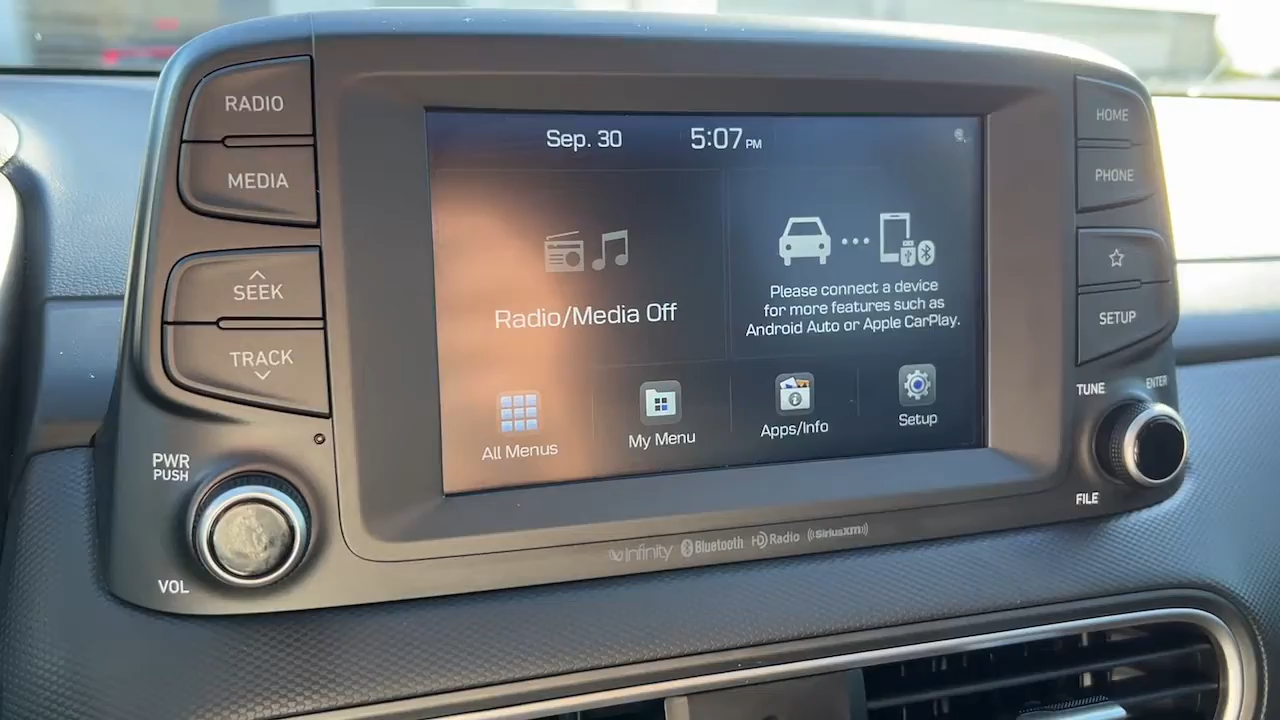 RADIO
MEDIA
SEEK
TRACK
PWR
PUSH
VOL
Sep. 30
5:07 PM
Radio/Media Off
Please connect a device
for more features such as
Android Auto or Apple CarPlay.
All Menus
My Menu
Apps/Info
Setup
HOME
PHONE
SETUP
TUNE
ENTER
FILE
Infinity
Bluetooth
HD Radio
SiriusXM